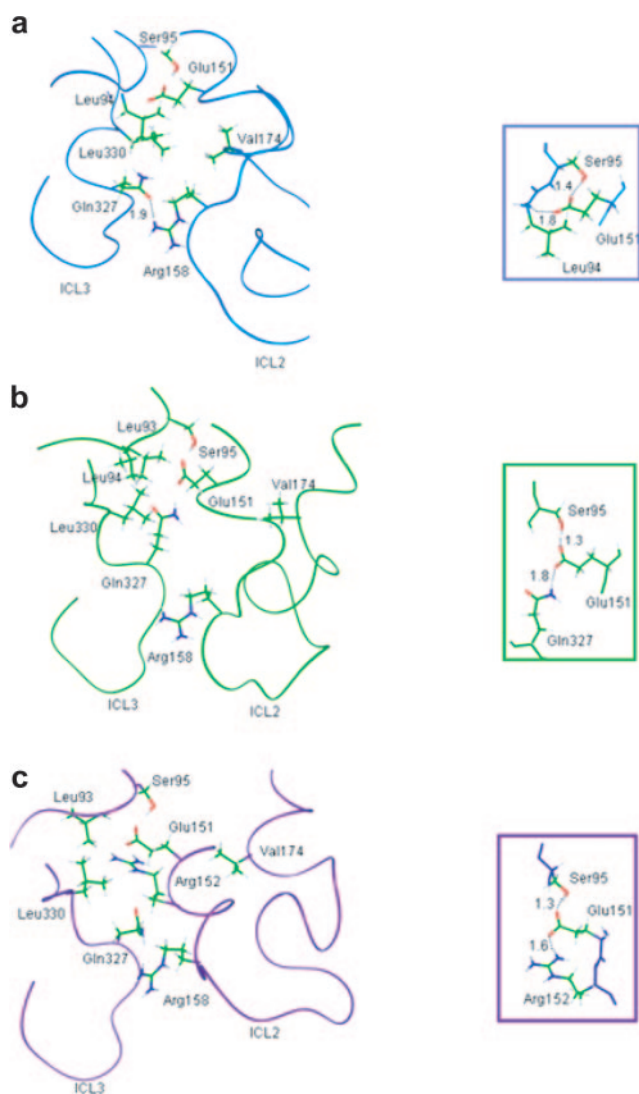 a
Ser95
Glu151
Leu94
Val174
Leu330
Gln327
1.9
Arg158
ICL3
ICL2
Ser95
1.4
1.8
Glu151
Leu94
b
Leu93
Ser95
Leu94
Glu151
Val174
Leu330
Gln327
Arg158
ICL3
ICL2
Ser95
1.3
1.8
Glu151
Gln327
c
Ser95
Leu93
Glu151
Val174
Arg152
Leu330
Gln327
Arg158
ICL2
ICL3
Ser95
1.3
Glu151
1.6
Arg152